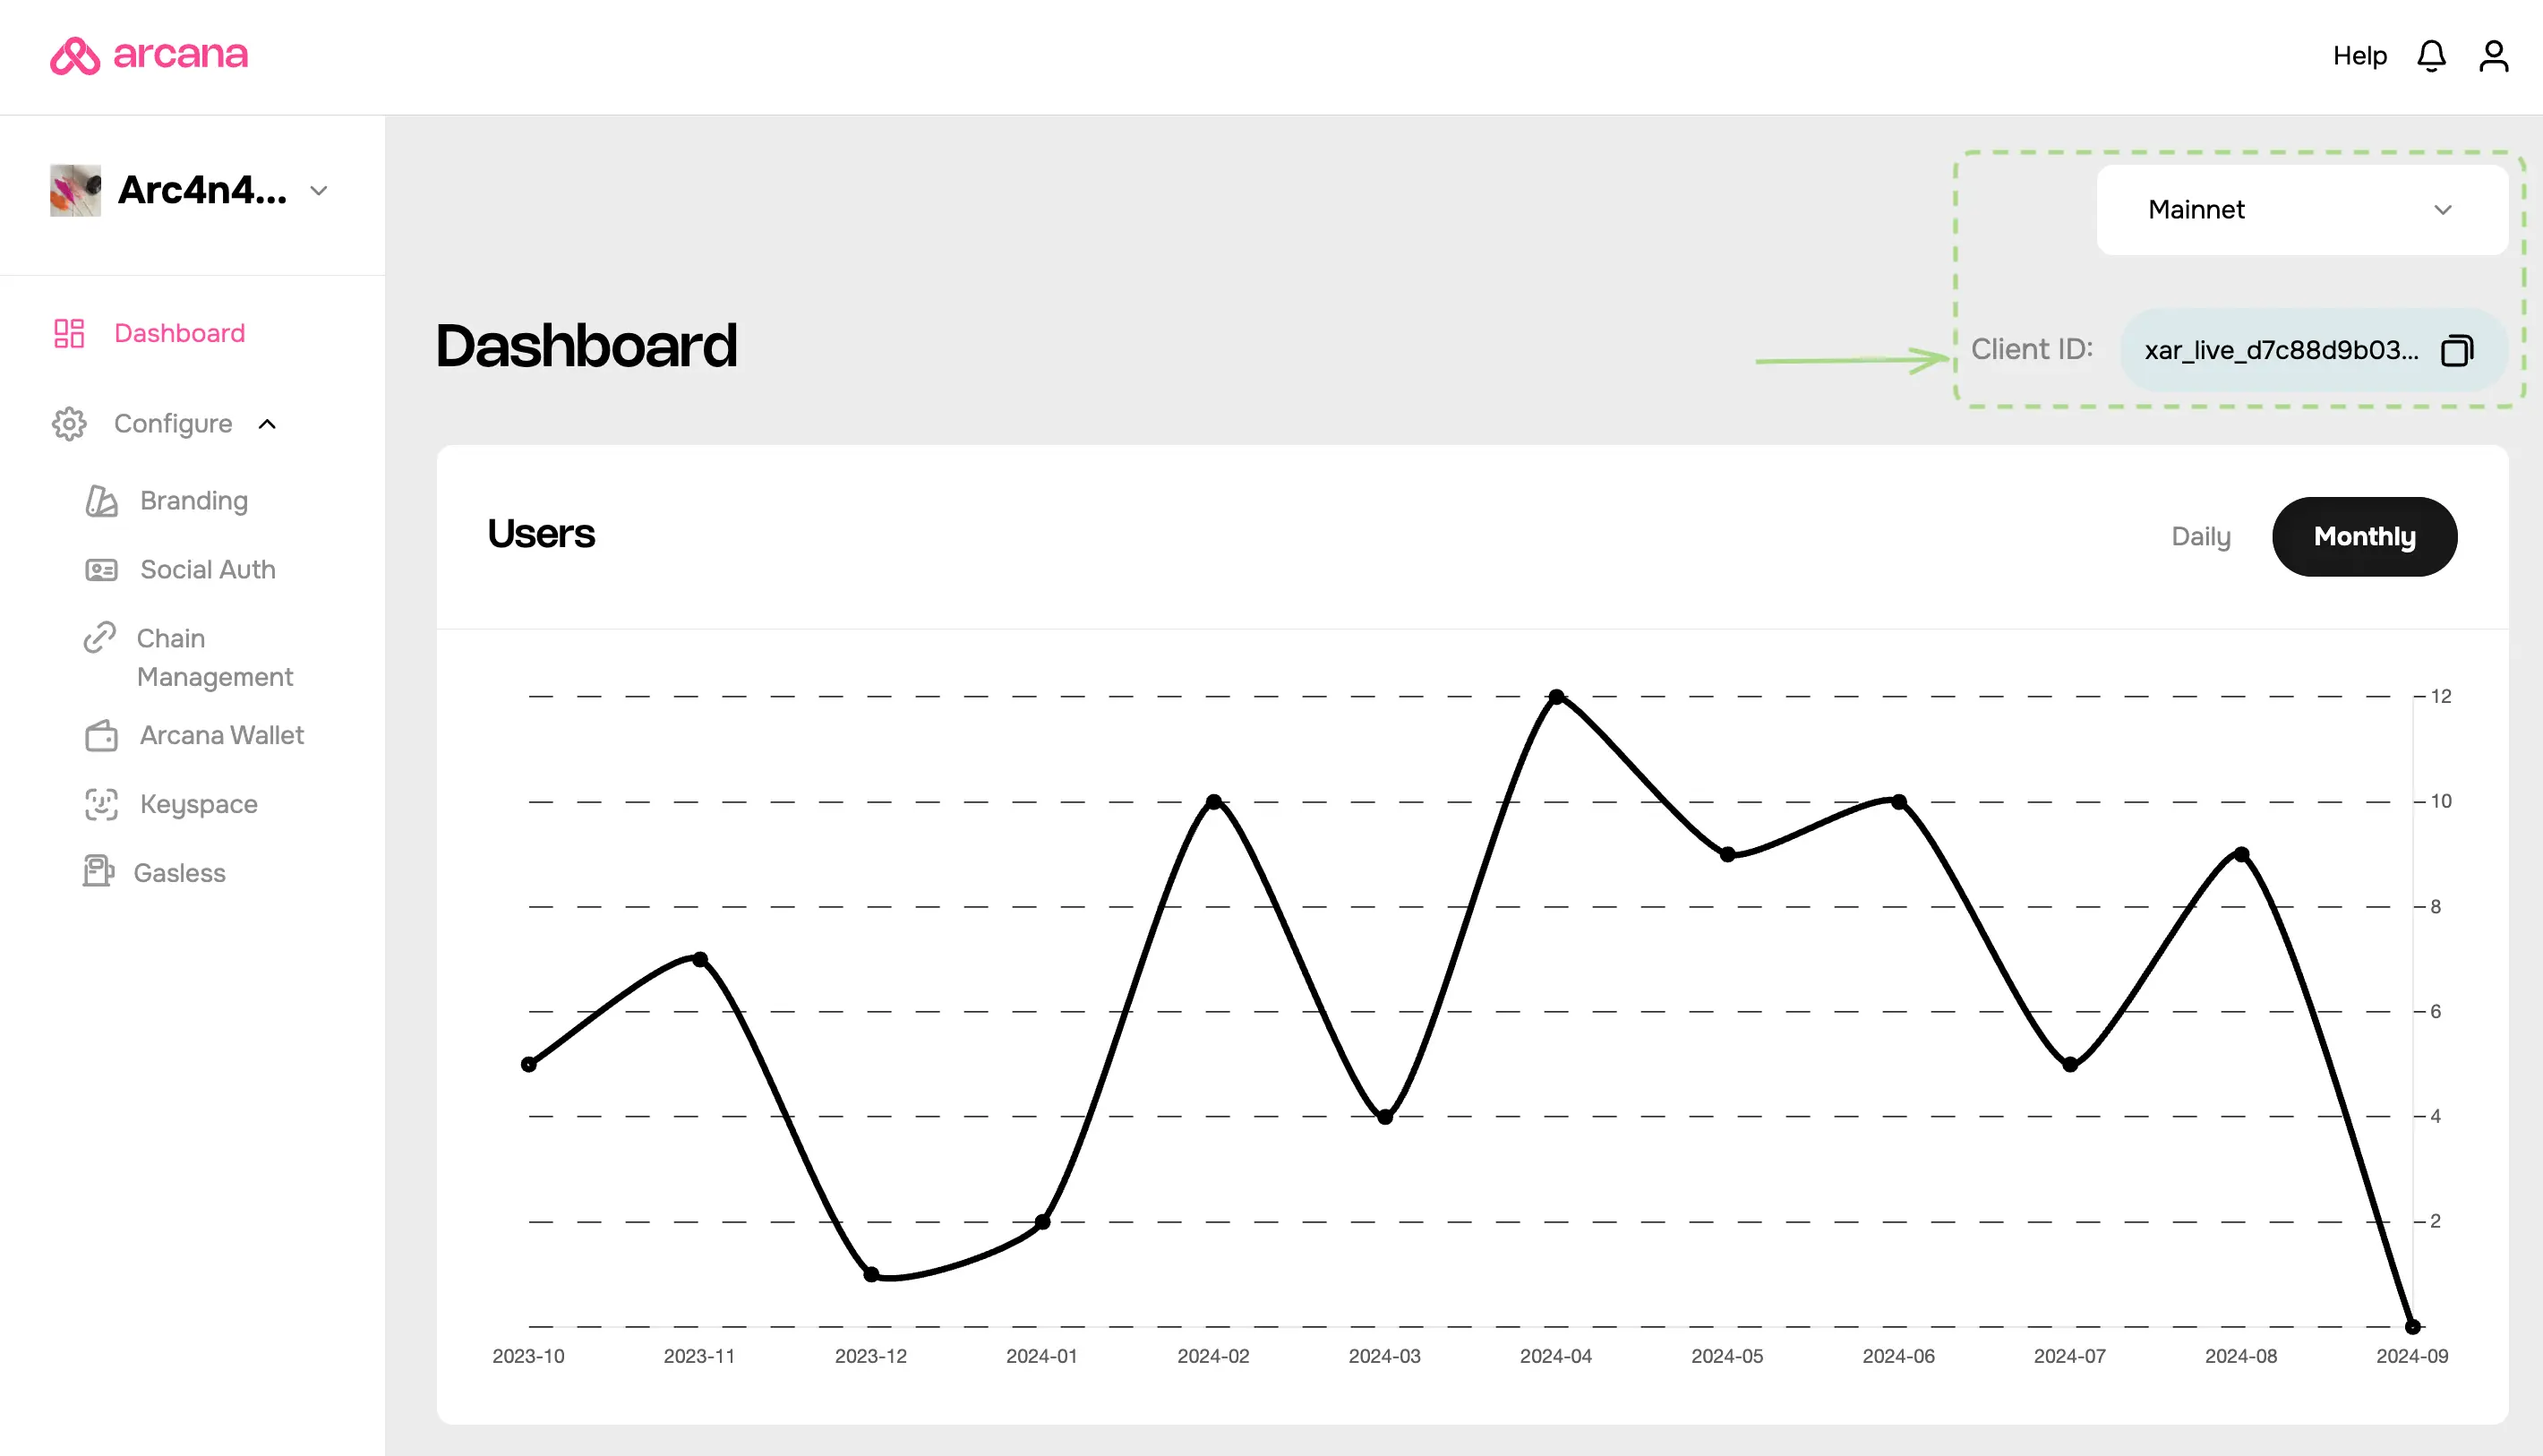 arcana
Help
Arc4n4...
Mainnet
Dashboard
Dashboard
Client ID:
xar_live_d7c88d9b03...
Configure
Branding
Social Auth
Chain
Management
Arcana Wallet
Keyspace
Gasless
Users
Daily
Monthly
12
10
8
6
4
2
2023-10
2023-11
2023-12
2024-01
2024-02
2024-03
2024-04
2024-05
2024-06
2024-07
2024-08
2024-09